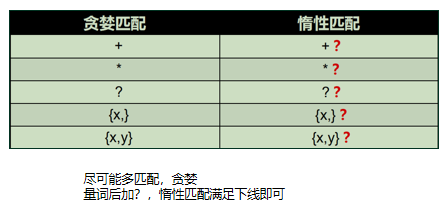 贪婪匹配 惰性匹配
+ +?
* *?
? ??
{x,} {x,}?
{x,y} {x,y}?
尽可能多匹配，贪婪
量词后加?，惰性匹配满足下线即可